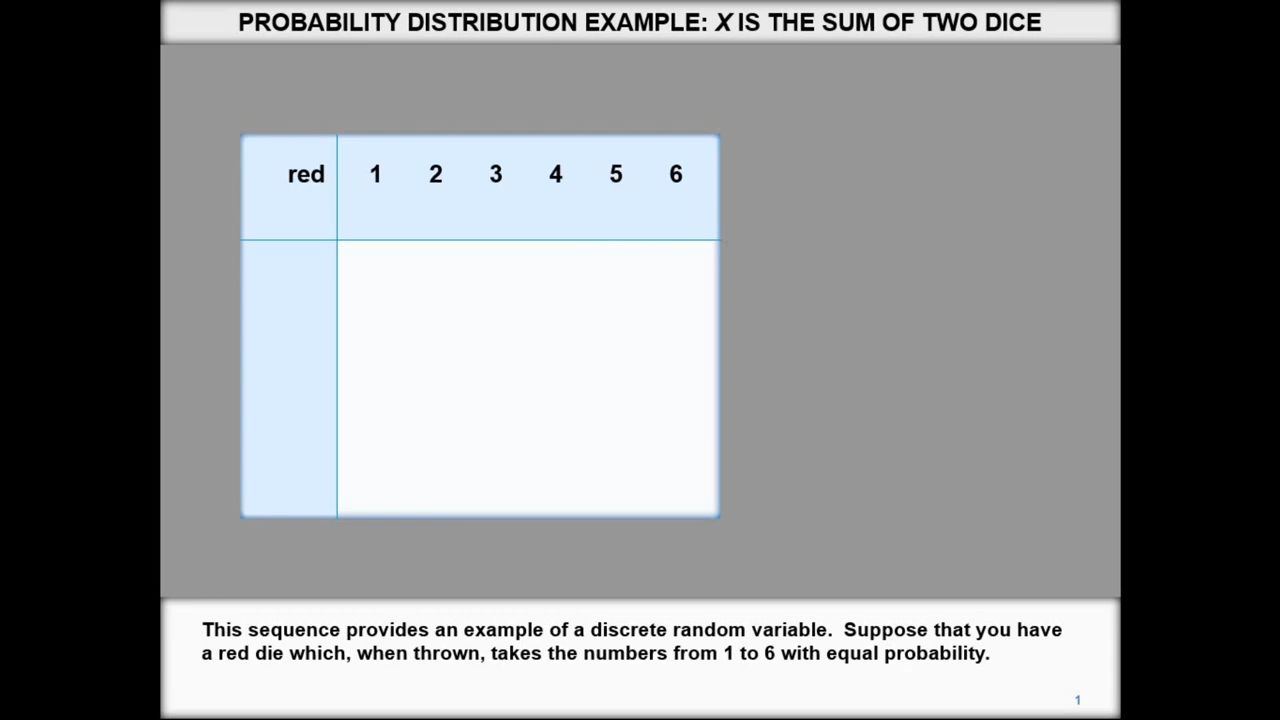 PROBABILITY DISTRIBUTION EXAMPLE: X IS THE SUM OF TWO DICE
red 1 2 3 4 5 6
This sequence provides an example of a discrete random variable.  Suppose that you have
a red die which, when thrown, takes the numbers from 1 to 6 with equal probability.
1